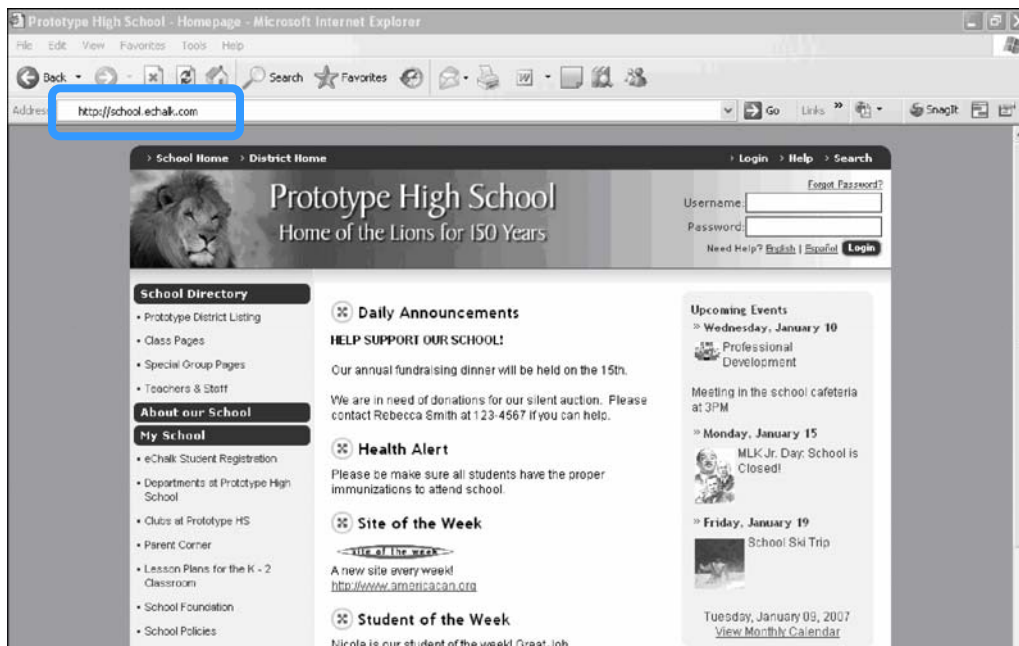 Prototype High School - Homepage - Microsoft Internet Explorer
File Edit View Favorites Tools Help
Back Search Favorites
Address http://school.echalk.com Go Links » SnagIt
› School Home › District Home › Login › Help › Search
Forgot Password?
Prototype High School
Home of the Lions for 150 Years
Username:
Password:
Need Help? English | Español Login
School Directory
• Prototype District Listing
• Class Pages
• Special Group Pages
• Teachers & Staff
About our School
My School
• eChalk Student Registration
• Departments at Prototype High
School
• Clubs at Prototype HS
• Parent Corner
• Lesson Plans for the K - 2
Classroom
• School Foundation
• School Policies
Daily Announcements
HELP SUPPORT OUR SCHOOL!
Our annual fundraising dinner will be held on the 15th.
We are in need of donations for our silent auction. Please
contact Rebecca Smith at 123-4567 if you can help.
Health Alert
Please be make sure all students have the proper
immunizations to attend school.
Site of the Week
site of the week
A new site every week!
http://www.americacan.org
Student of the Week
Nicole is our student of the week! Great Job
Upcoming Events
» Wednesday, January 10
Professional
Development
Meeting in the school cafeteria
at 3PM
» Monday, January 15
MLK Jr. Day: School is
Closed!
» Friday, January 19
School Ski Trip
Tuesday, January 09, 2007
View Monthly Calendar